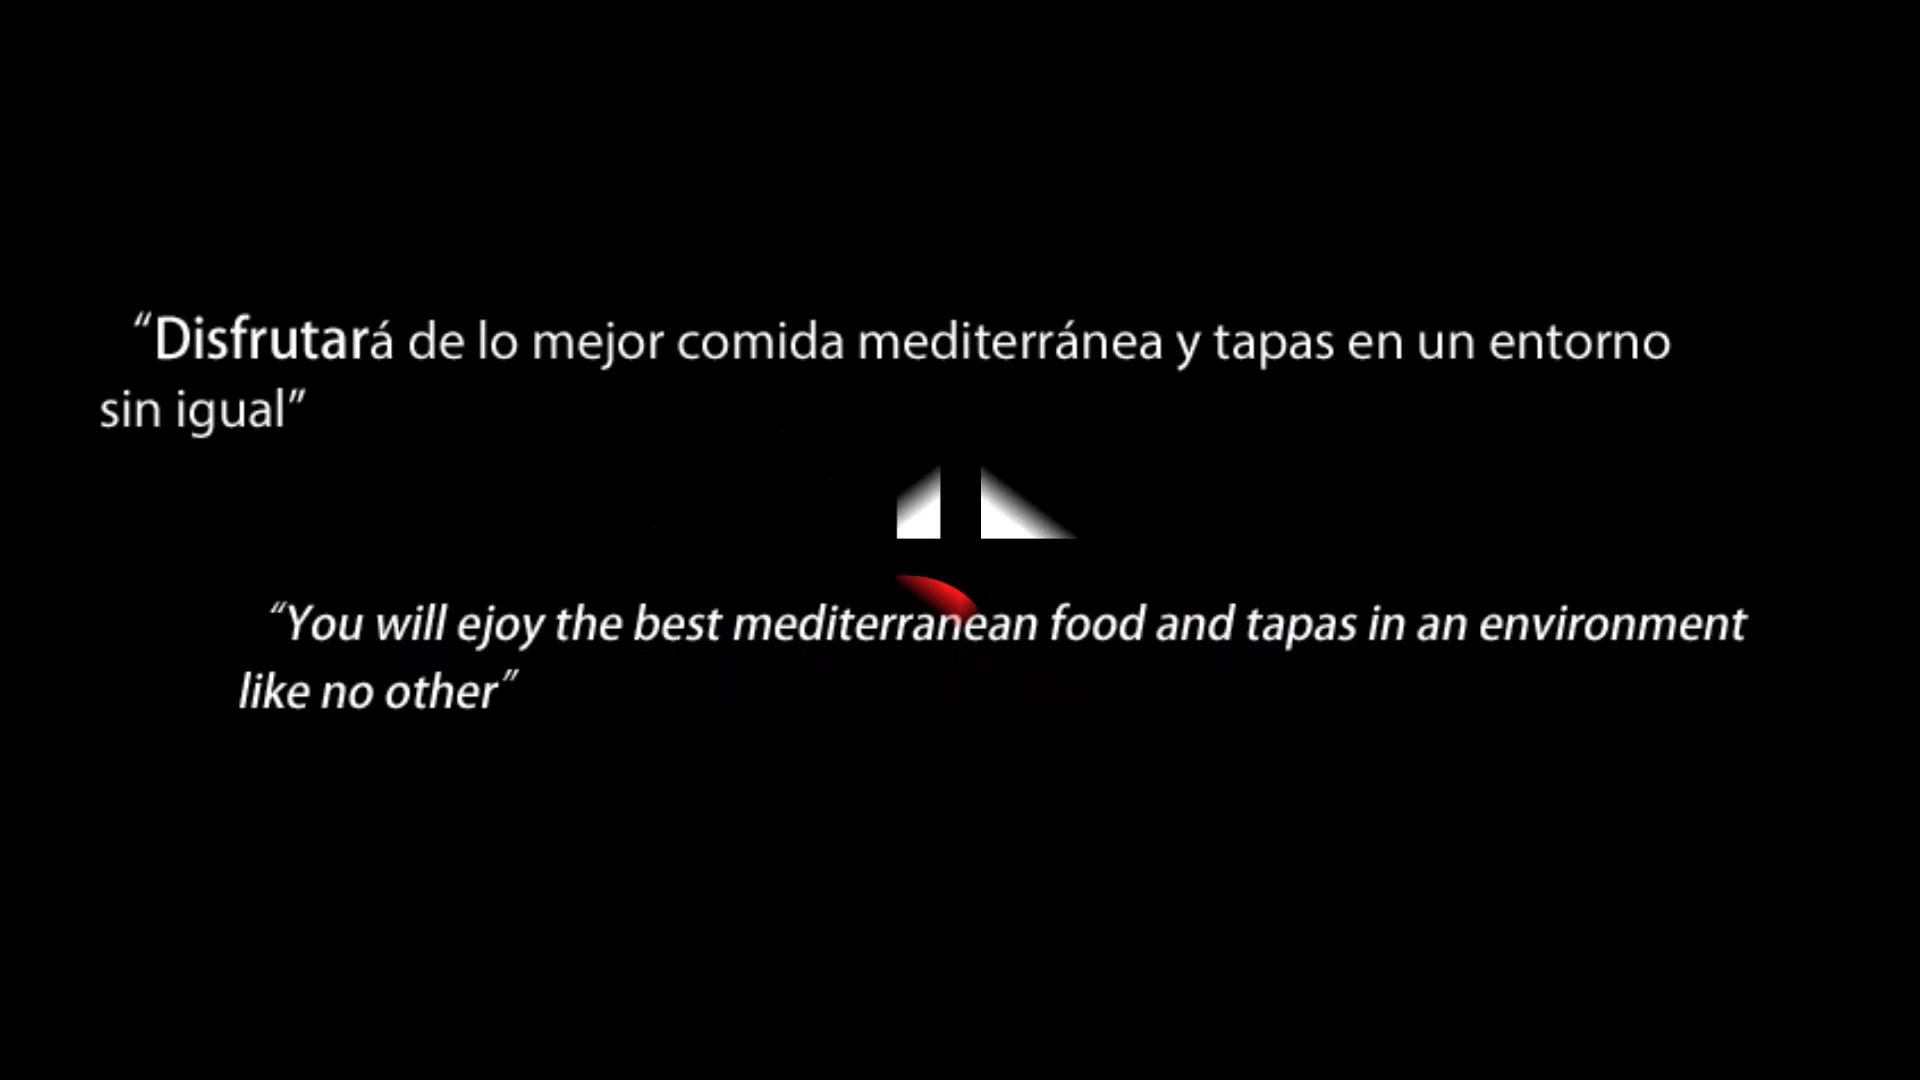 “Disfrutará de lo mejor comida mediterránea y tapas en un entorno
sin igual”
“You will ejoy the best mediterranean food and tapas in an environment
like no other”